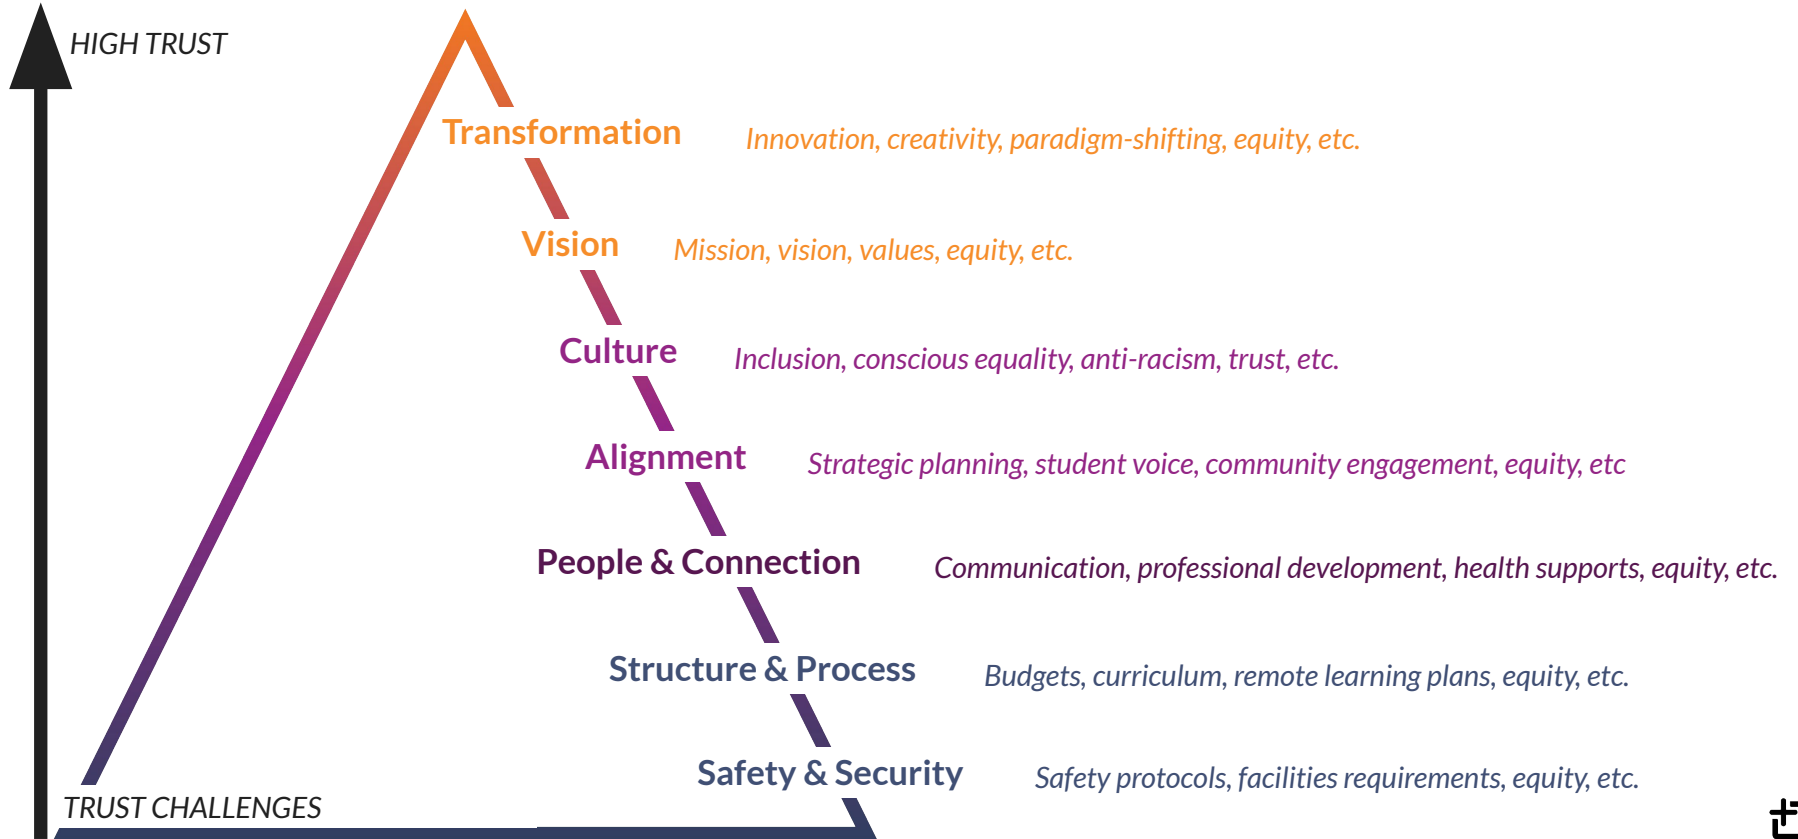 HIGH TRUST
Transformation Innovation, creativity, paradigm-shifting, equity, etc.
Vision Mission, vision, values, equity, etc.
Culture Inclusion, conscious equality, anti-racism, trust, etc.
Alignment Strategic planning, student voice, community engagement, equity, etc
People & Connection Communication, professional development, health supports, equity, etc.
Structure & Process Budgets, curriculum, remote learning plans, equity, etc.
Safety & Security Safety protocols, facilities requirements, equity, etc.
TRUST CHALLENGES